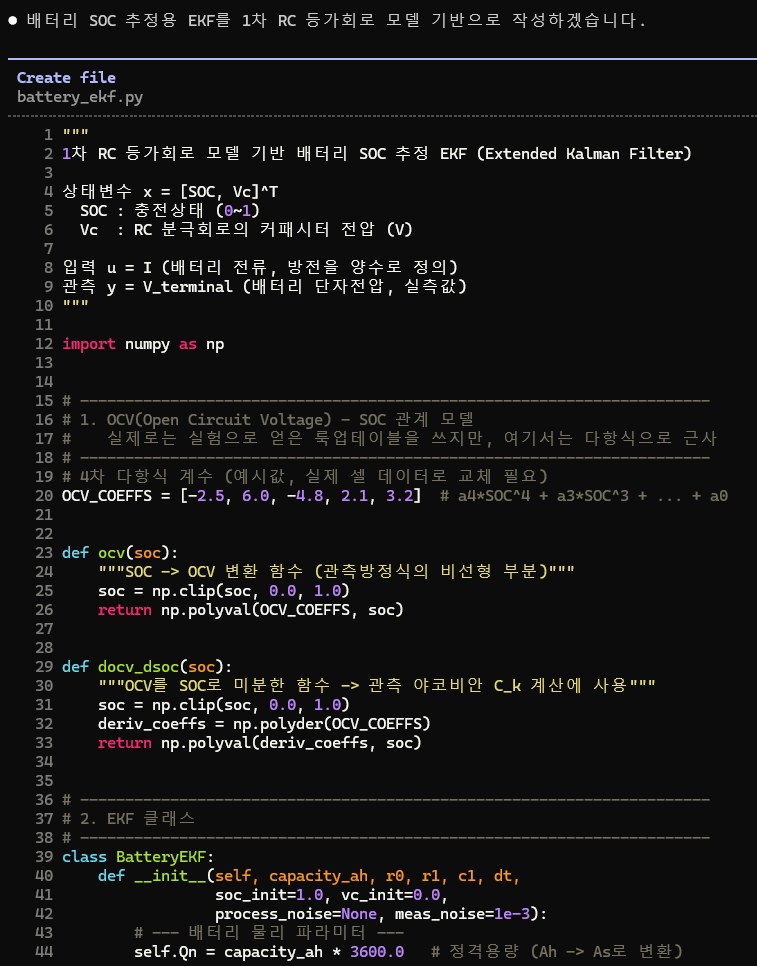 ● 배터리 SOC 추정용 EKF를 1차 RC 등가회로 모델 기반으로 작성하겠습니다.
Create file
battery_ekf.py
1 """
2 1차 RC 등가회로 모델 기반 배터리 SOC 추정 EKF (Extended Kalman Filter)
3
4 상태변수 x = [SOC, Vc]^T
5   SOC : 충전상태 (0~1)
6   Vc  : RC 분극회로의 커패시터 전압 (V)
7
8 입력 u = I (배터리 전류, 방전을 양수로 정의)
9 관측 y = V_terminal (배터리 단자전압, 실측값)
10 """
11
12 import numpy as np
13
14
15 # ----------------------------------------------------------------------
16 # 1. OCV(Open Circuit Voltage) - SOC 관계 모델
17 #    실제로는 실험으로 얻은 룩업테이블을 쓰지만, 여기서는 다항식으로 근사
18 # ----------------------------------------------------------------------
19 # 4차 다항식 계수 (예시값, 실제 셀 데이터로 교체 필요)
20 OCV_COEFFS = [-2.5, 6.0, -4.8, 2.1, 3.2]  # a4*SOC^4 + a3*SOC^3 + ... + a0
21
22
23 def ocv(soc):
24     """SOC -> OCV 변환 함수 (관측방정식의 비선형 부분)"""
25     soc = np.clip(soc, 0.0, 1.0)
26     return np.polyval(OCV_COEFFS, soc)
27
28
29 def docv_dsoc(soc):
30     """OCV를 SOC로 미분한 함수 -> 관측 야코비안 C_k 계산에 사용"""
31     soc = np.clip(soc, 0.0, 1.0)
32     deriv_coeffs = np.polyder(OCV_COEFFS)
33     return np.polyval(deriv_coeffs, soc)
34
35
36 # ----------------------------------------------------------------------
37 # 2. EKF 클래스
38 # ----------------------------------------------------------------------
39 class BatteryEKF:
40     def __init__(self, capacity_ah, r0, r1, c1, dt,
41                  soc_init=1.0, vc_init=0.0,
42                  process_noise=None, meas_noise=1e-3):
43         # --- 배터리 물리 파라미터 ---
44         self.Qn = capacity_ah * 3600.0   # 정격용량 (Ah -> As로 변환)